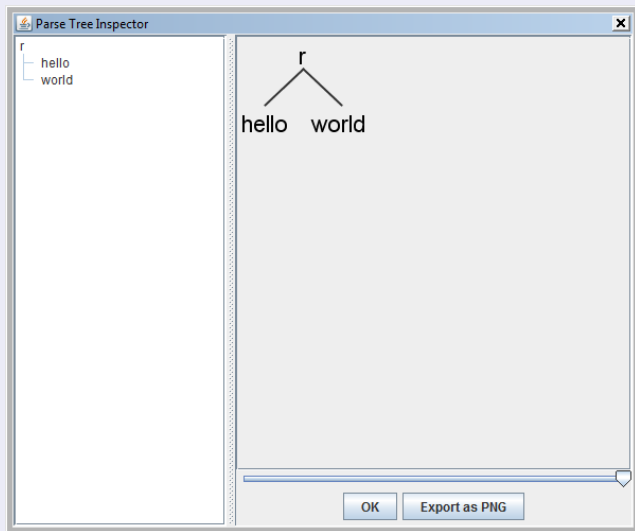 Parse Tree Inspector
r
hello
world
r
hello world
OK Export as PNG